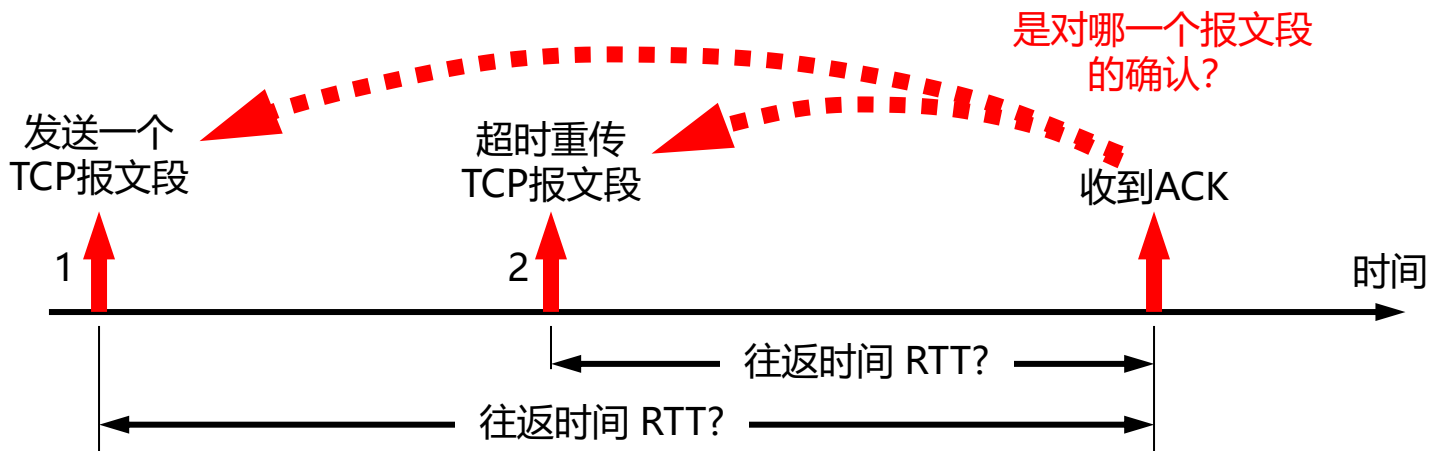 是对哪一个报文段
的确认？
发送一个
TCP报文段
超时重传
TCP报文段
收到ACK
1
2
时间
往返时间 RTT?
往返时间 RTT?